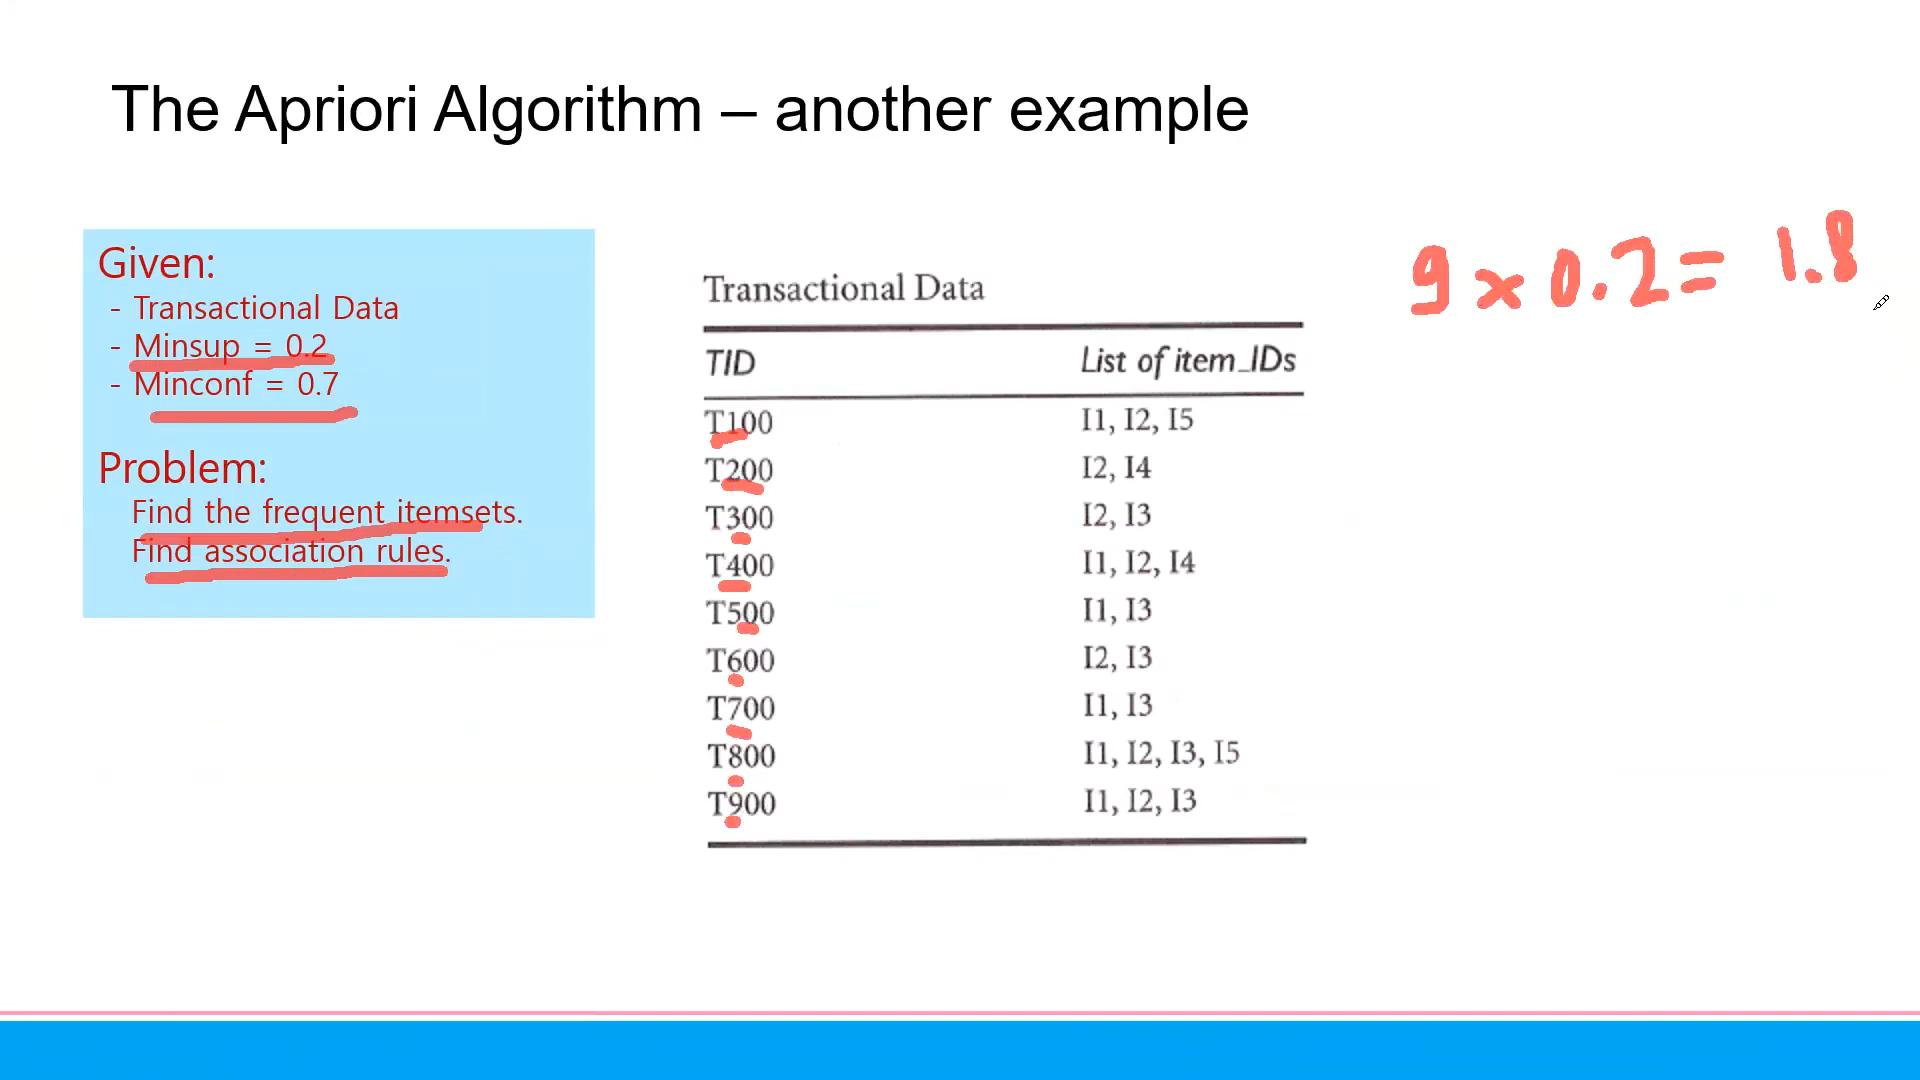 The Apriori Algorithm – another example
9 x 0.2 = 1.8
Given:
- Transactional Data
- Minsup = 0.2
- Minconf = 0.7
Problem:
Find the frequent itemsets.
Find association rules.
Transactional Data
TID List of item_IDs
T100 I1, I2, I5
T200 I2, I4
T300 I2, I3
T400 I1, I2, I4
T500 I1, I3
T600 I2, I3
T700 I1, I3
T800 I1, I2, I3, I5
T900 I1, I2, I3